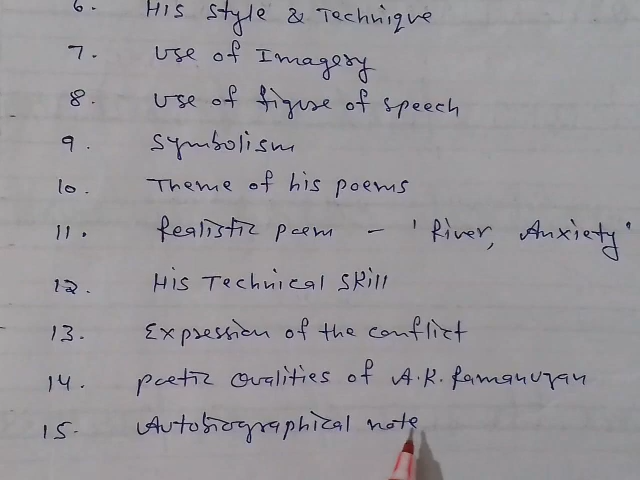 6. His Style & Technique
7. Use of Imagery
8. Use of figure of speech
9. Symbolism
10. Theme of his poems
11. Realistic poem - 'River, Anxiety'
12. His Technical Skill
13. Expression of the conflict
14. Poetic Qualities of A.K. Ramanujan
15. Autobiographical note